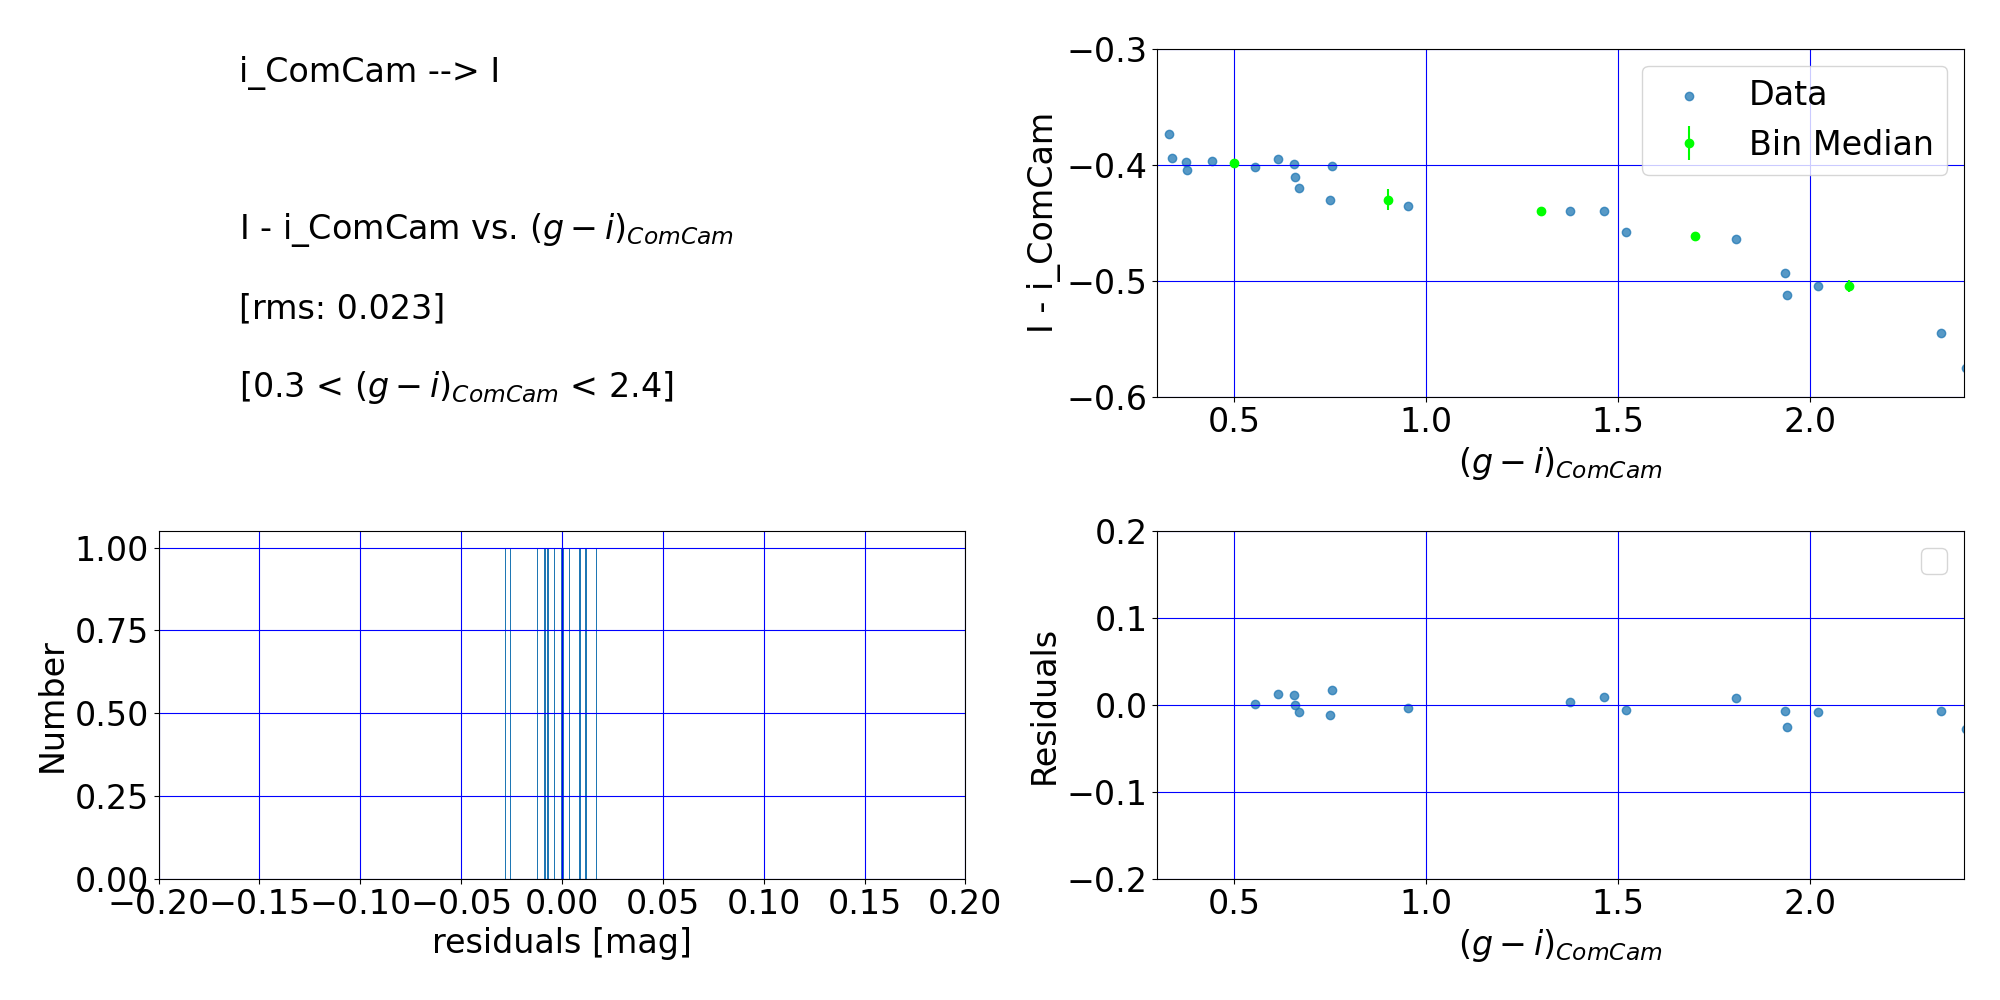 i_ComCam --> I
I - i_ComCam vs. (g − i)ComCam
[rms: 0.023]
[0.3 < (g − i)ComCam < 2.4]
−0.3
−0.4
−0.5
−0.6
I - i_ComCam
Data
Bin Median
0.5 1.0 1.5 2.0
(g − i)ComCam
1.00
0.75
0.50
0.25
0.00
Number
−0.20 −0.15 −0.10 −0.05 0.00 0.05 0.10 0.15 0.20
residuals [mag]
0.2
0.1
0.0
−0.1
−0.2
Residuals
0.5 1.0 1.5 2.0
(g − i)ComCam